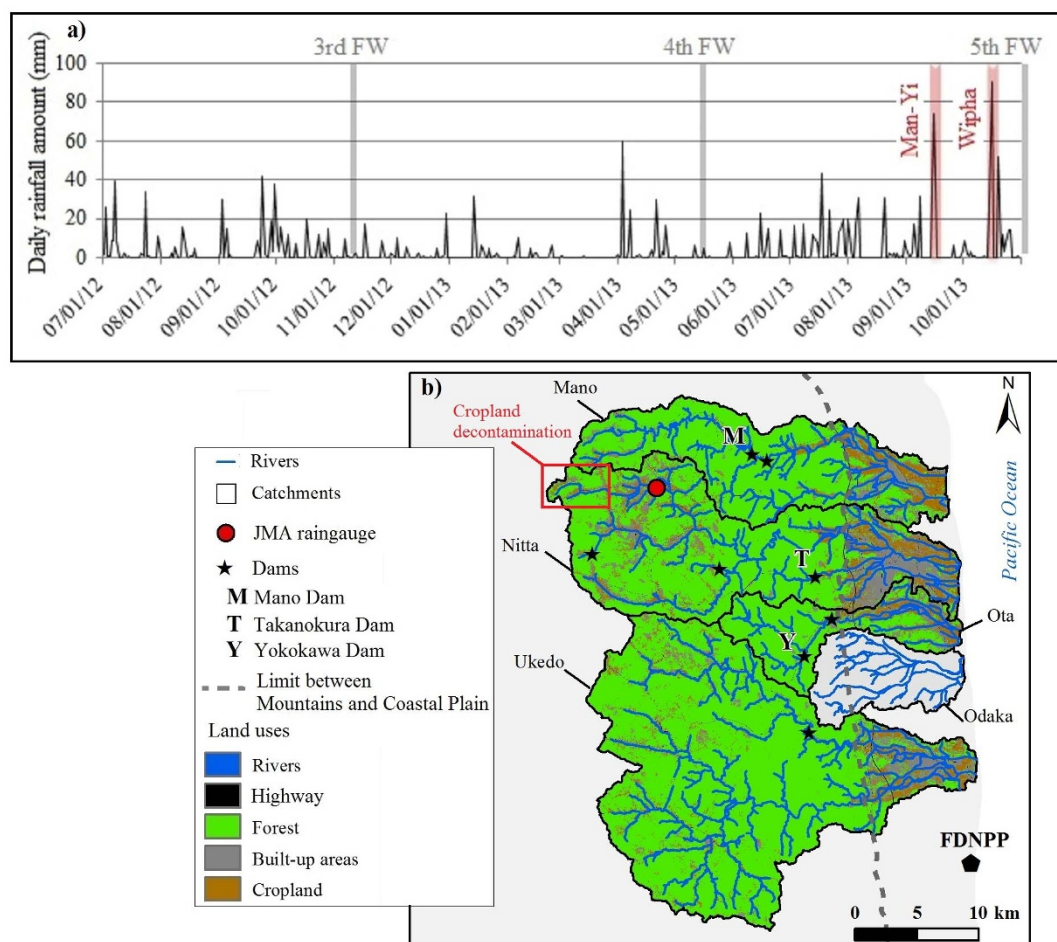 a)
3rd FW
4th FW
5th FW
Daily rainfall amount (mm)
100
80
60
40
20
0
Man-Yi
Wipha
07/01/12
08/01/12
09/01/12
10/01/12
11/01/12
12/01/12
01/01/13
02/01/13
03/01/13
04/01/13
05/01/13
06/01/13
07/01/13
08/01/13
09/01/13
10/01/13
b)
Mano
N
Cropland
decontamination
M
Nitta
T
Pacific Ocean
Ota
Y
Ukedo
Odaka
FDNPP
0 5 10 km
Rivers
Catchments
JMA raingauge
Dams
M Mano Dam
T Takanokura Dam
Y Yokokawa Dam
Limit between
Mountains and Coastal Plain
Land uses
Rivers
Highway
Forest
Built-up areas
Cropland